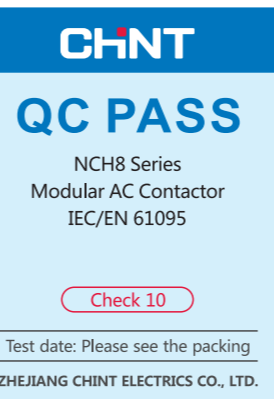 CHNT
QC PASS
NCH8 Series
Modular AC Contactor
IEC/EN 61095
Check 10
Test date: Please see the packing
ZHEJIANG CHINT ELECTRICS CO., LTD.